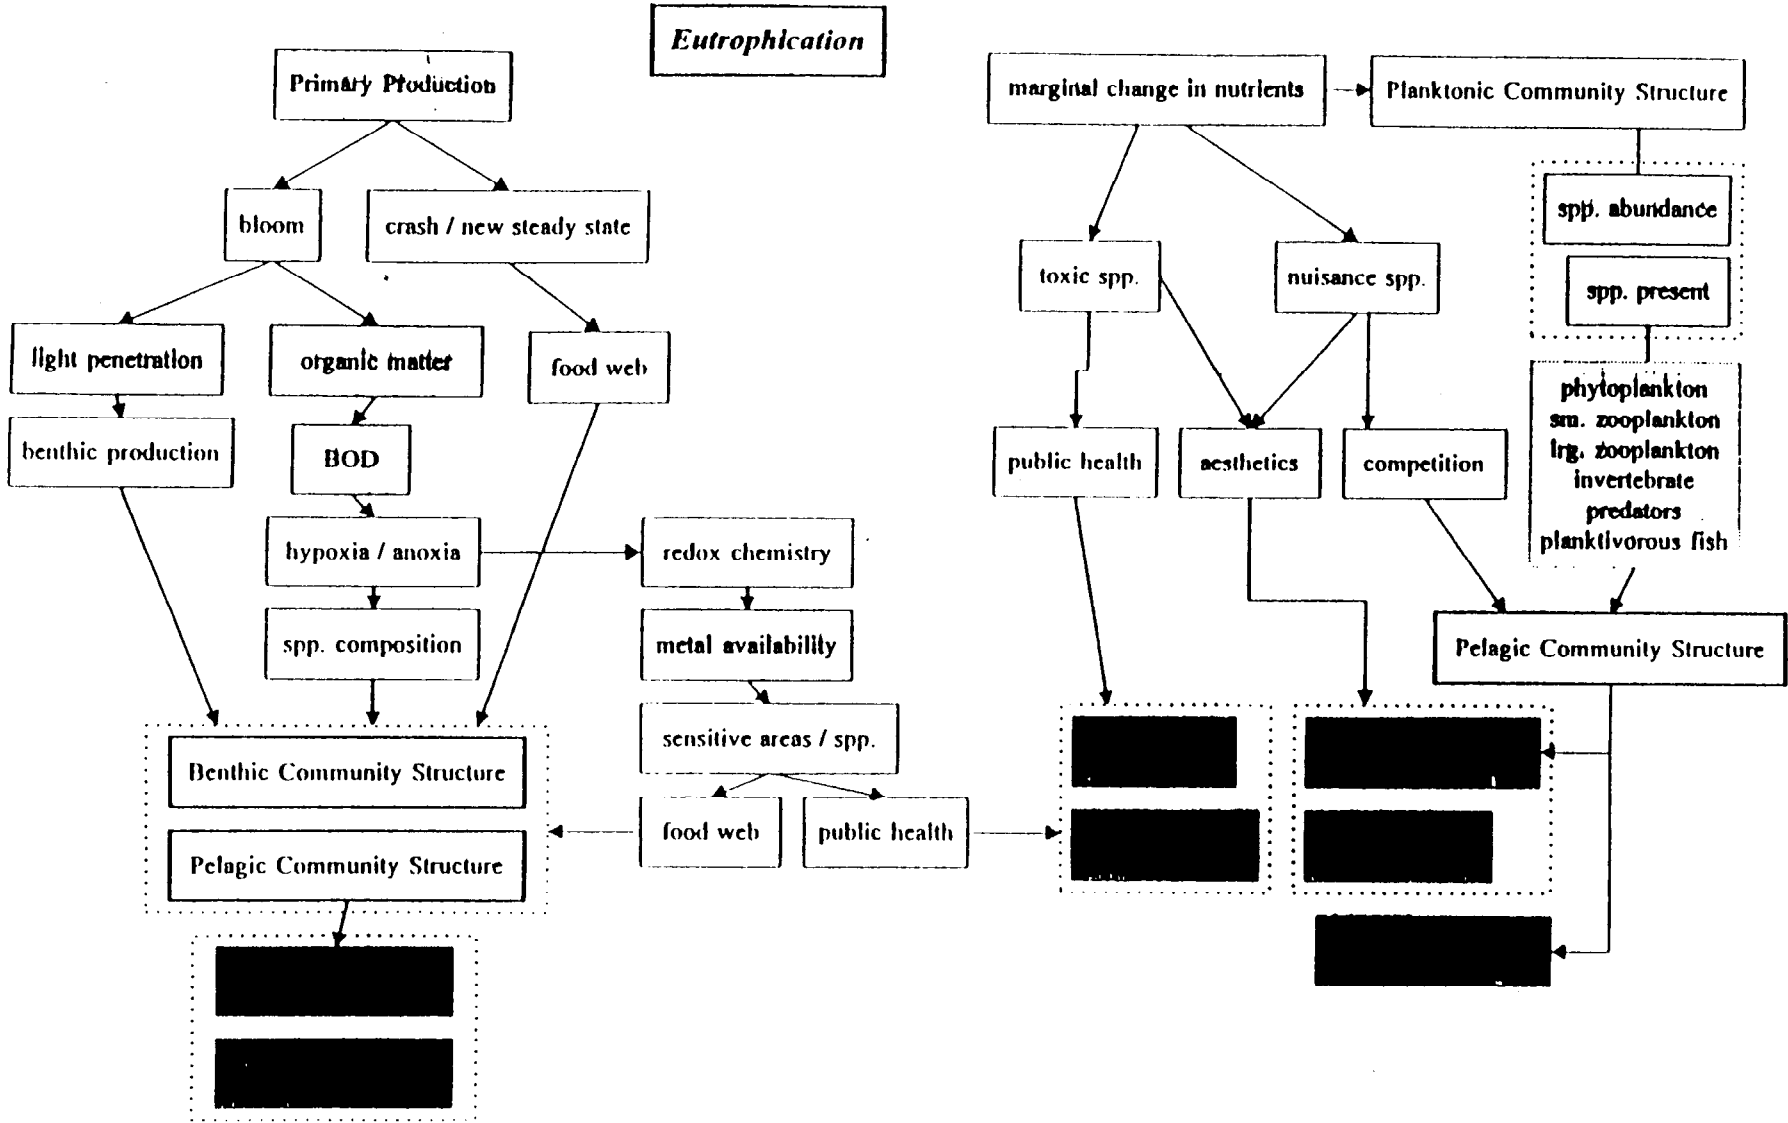 Eutrophication
Primary Production
marginal change in nutrients
Planktonic Community Structure
bloom
crash / new steady state
spp. abundance
toxic spp.
nuisance spp.
spp. present
light penetration
organic matter
food web
phytoplankton
sm. zooplankton
lrg. zooplankton
invertebrate
predators
planktivorous fish
benthic production
BOD
public health
aesthetics
competition
hypoxia / anoxia
redox chemistry
spp. composition
metal availability
Pelagic Community Structure
sensitive areas / spp.
Benthic Community Structure
food web
public health
Pelagic Community Structure